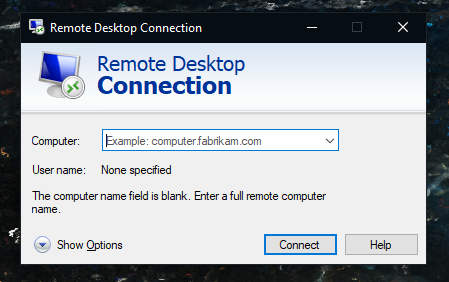 Remote Desktop Connection
Remote Desktop
Connection
Computer: Example: computer.fabrikam.com
User name: None specified
The computer name field is blank. Enter a full remote computer
name.
Show Options Connect Help